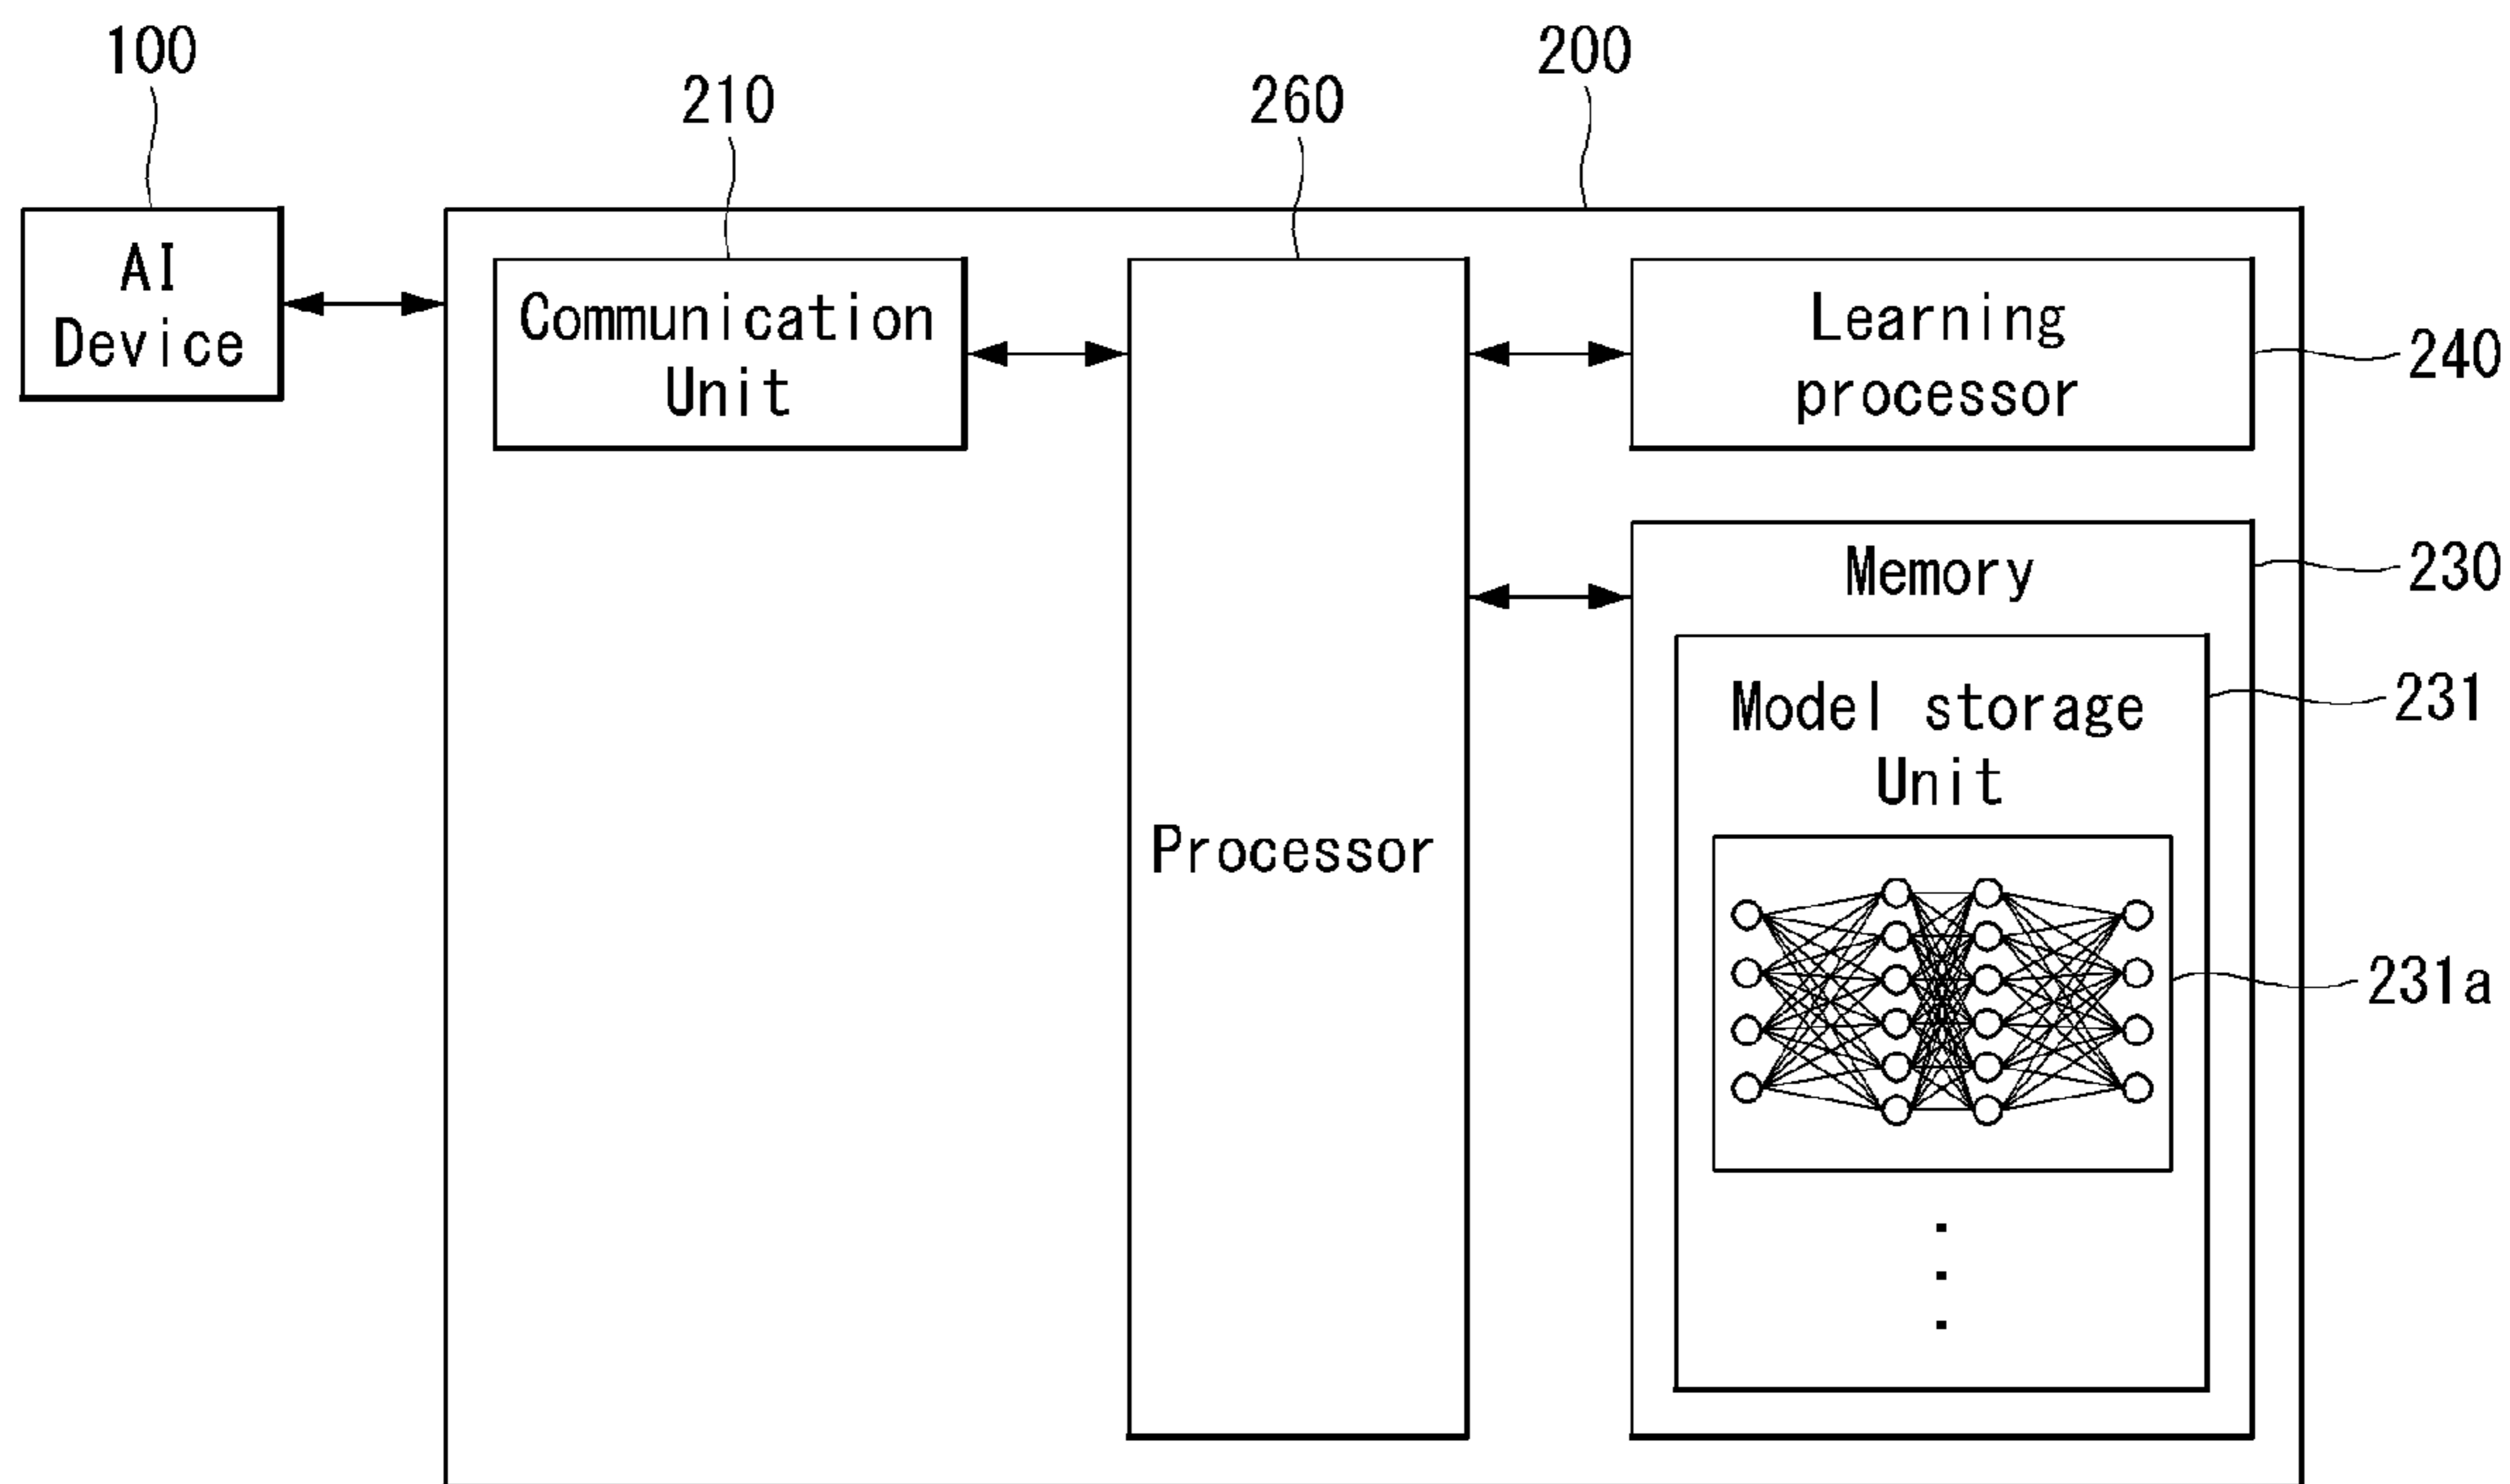 100
210
260
200
AI
Device
Communication
Unit
Learning
processor
240
Memory
230
Model storage
Unit
231
Processor
231a